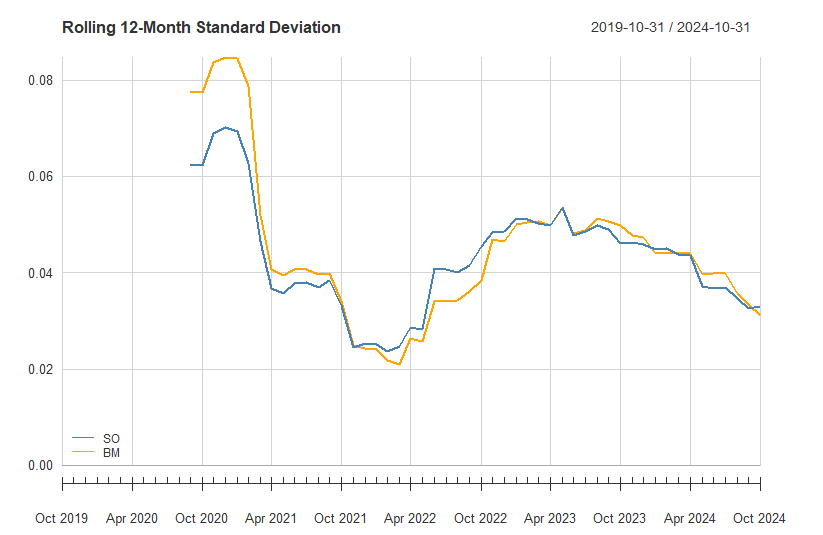 Rolling 12-Month Standard Deviation 2019-10-31 / 2024-10-31
0.08
0.06
0.04
0.02
0.00
SO
BM
Oct 2019 Apr 2020 Oct 2020 Apr 2021 Oct 2021 Apr 2022 Oct 2022 Apr 2023 Oct 2023 Apr 2024 Oct 2024